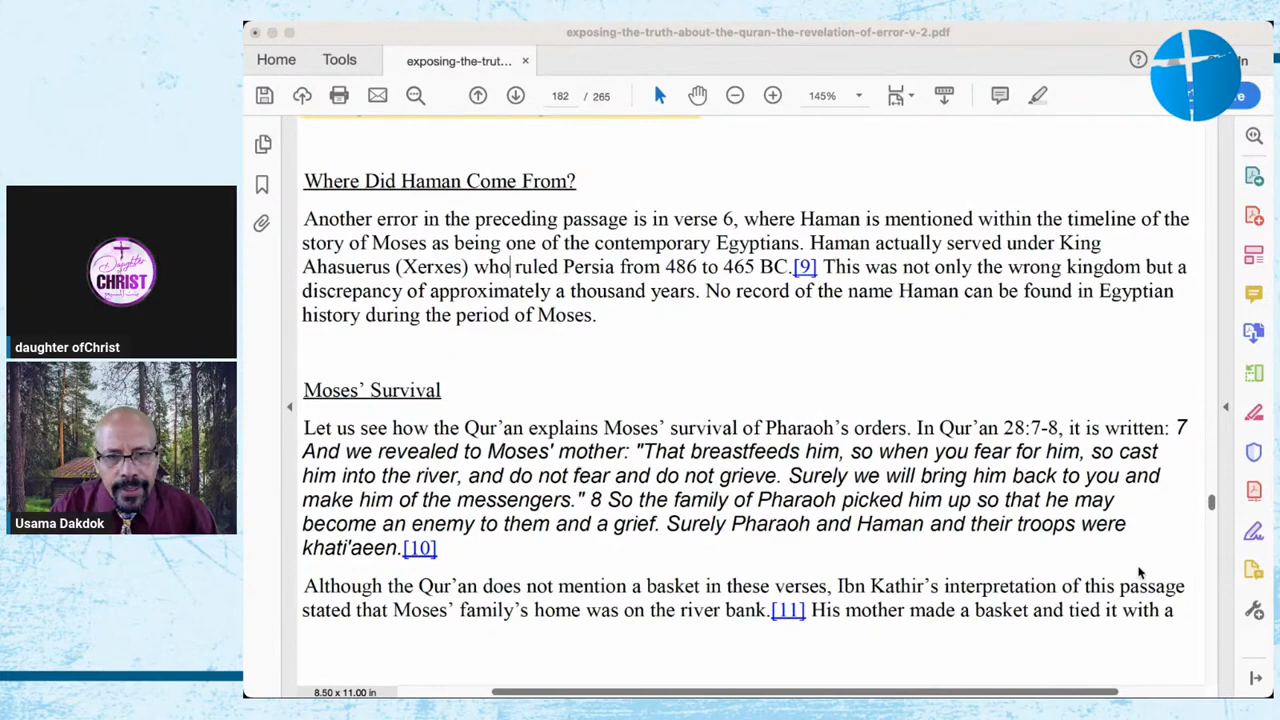 exposing-the-truth-about-the-quran-the-revelation-of-error-v-2.pdf
Home
Tools
exposing-the-trut...
182 / 265
145%
Where Did Haman Come From?
Another error in the preceding passage is in verse 6, where Haman is mentioned within the timeline of the
story of Moses as being one of the contemporary Egyptians. Haman actually served under King
Ahasuerus (Xerxes) who ruled Persia from 486 to 465 BC.[9] This was not only the wrong kingdom but a
discrepancy of approximately a thousand years. No record of the name Haman can be found in Egyptian
history during the period of Moses.
Moses’ Survival
Let us see how the Qur’an explains Moses’ survival of Pharaoh’s orders. In Qur’an 28:7-8, it is written: 7
And we revealed to Moses' mother: "That breastfeeds him, so when you fear for him, so cast
him into the river, and do not fear and do not grieve. Surely we will bring him back to you and
make him of the messengers." 8 So the family of Pharaoh picked him up so that he may
become an enemy to them and a grief. Surely Pharaoh and Haman and their troops were
khati'aeen.[10]
Although the Qur’an does not mention a basket in these verses, Ibn Kathir’s interpretation of this passage
stated that Moses’ family’s home was on the river bank.[11] His mother made a basket and tied it with a
8.50 x 11.00 in
Daughter
CHRIST
daughter ofChrist
Usama Dakdok